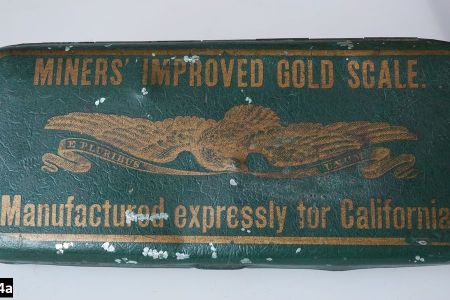 MINERS' IMPROVED GOLD SCALE.
E PLURIBUS UNUM
Manufactured expressly for California
4a